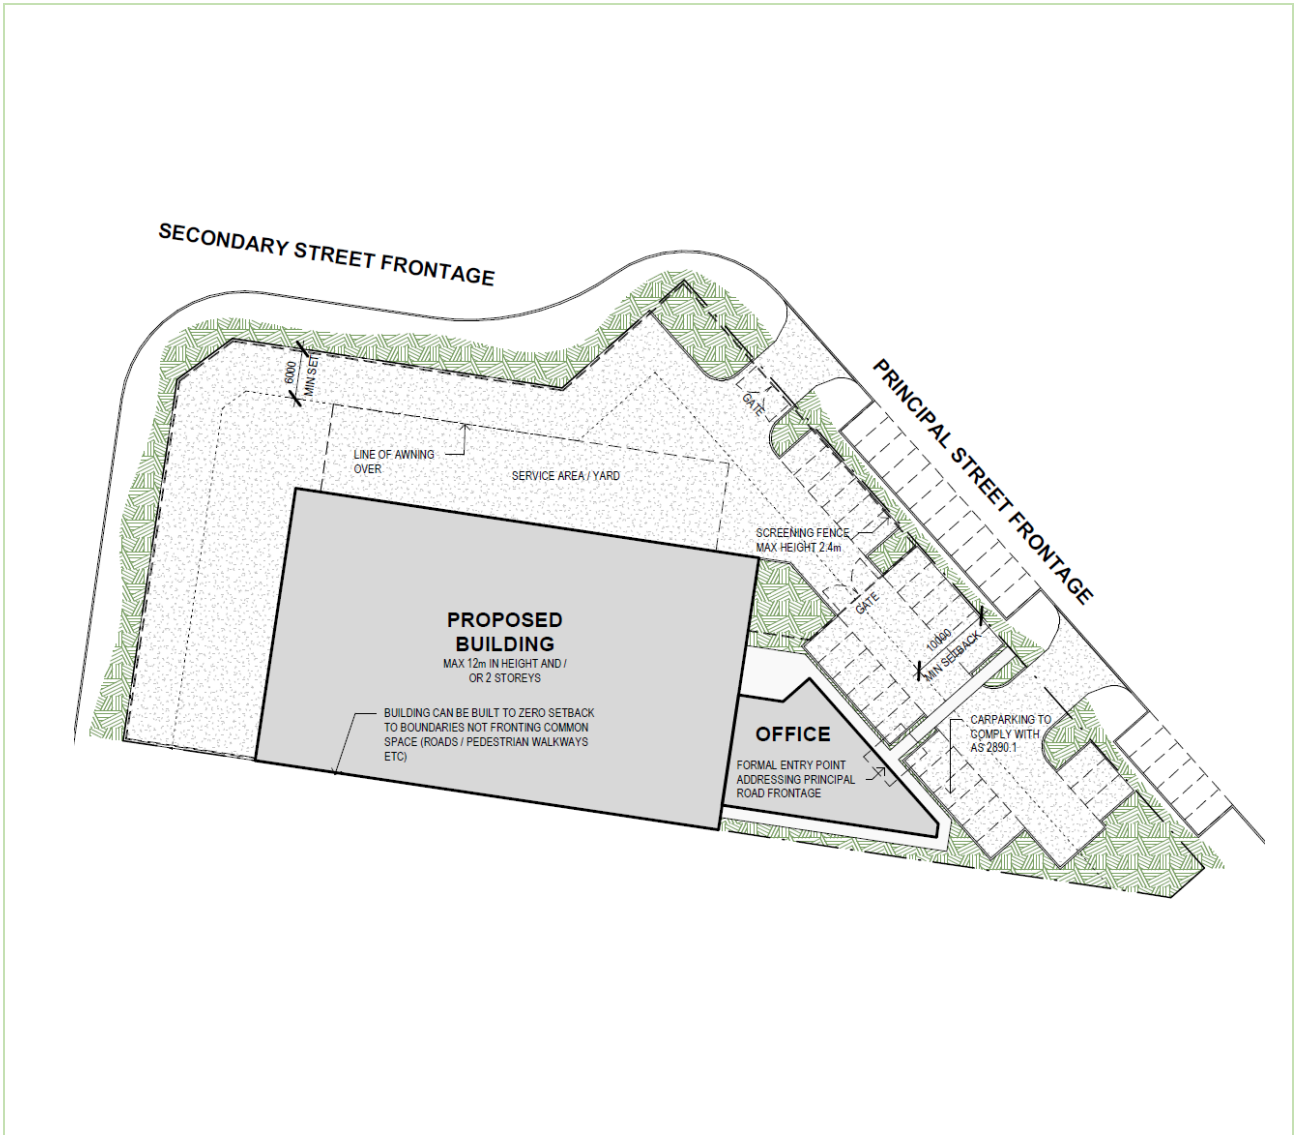 SECONDARY STREET FRONTAGE
PRINCIPAL STREET FRONTAGE
6000
MIN SET
GATE
LINE OF AWNING
OVER
SERVICE AREA / YARD
SCREENING FENCE
MAX HEIGHT 2.4m
GATE
10000
MIN SETBACK
PROPOSED
BUILDING
MAX 12m IN HEIGHT AND /
OR 2 STOREYS
BUILDING CAN BE BUILT TO ZERO SETBACK
TO BOUNDARIES NOT FRONTING COMMON
SPACE (ROADS / PEDESTRIAN WALKWAYS
ETC)
OFFICE
FORMAL ENTRY POINT
ADDRESSING PRINCIPAL
ROAD FRONTAGE
CARPARKING TO
COMPLY WITH
AS 2890.1